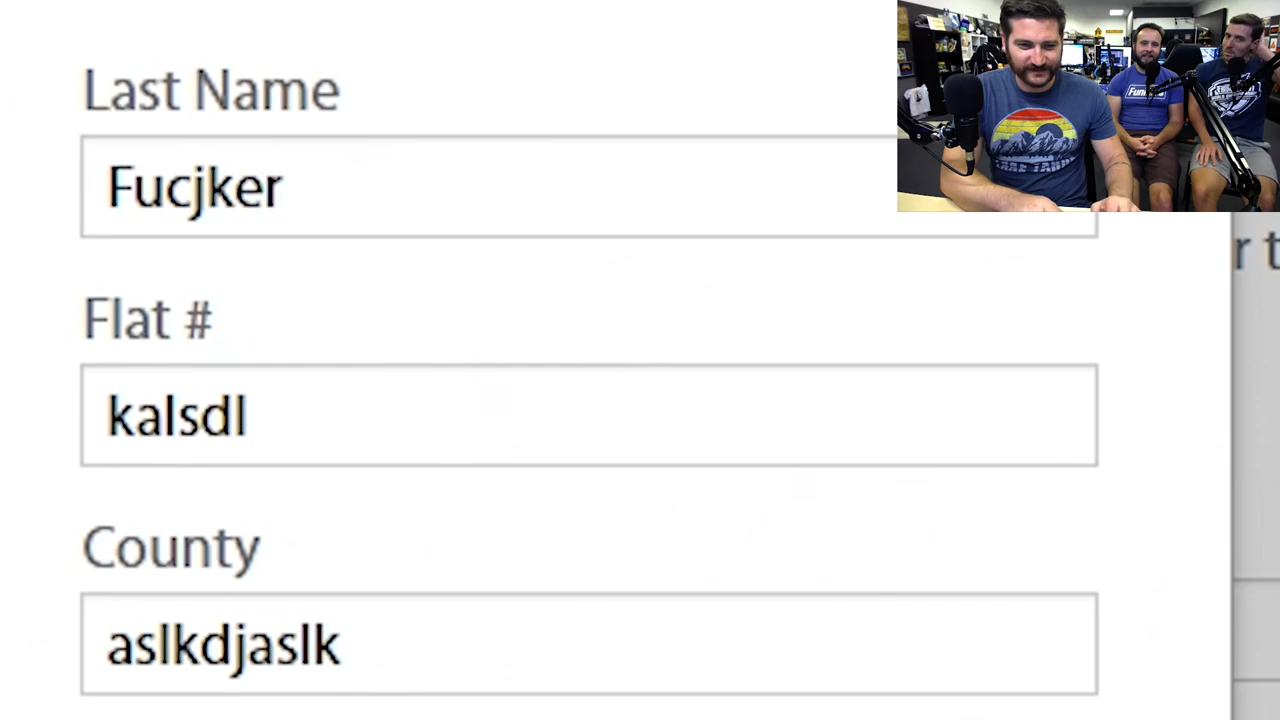 Last Name
Fucjker
r t
Flat #
kalsdl
County
aslkdjaslk